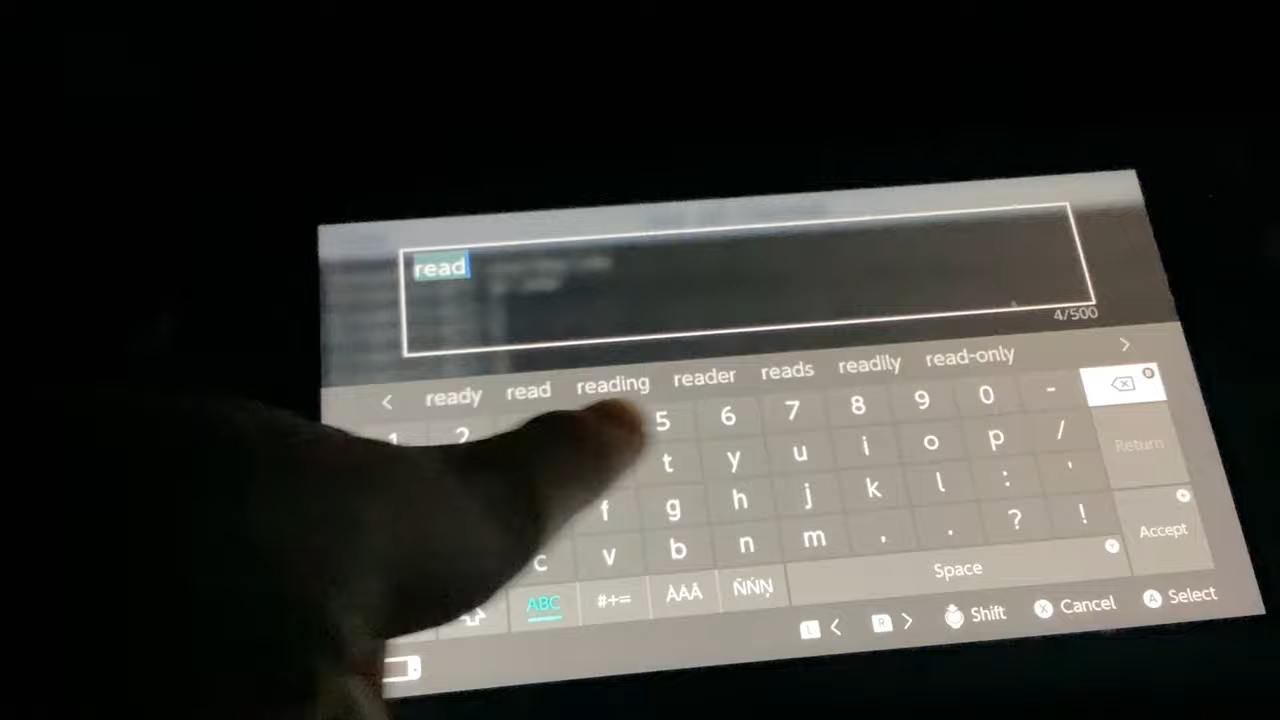 read
4/500
< ready read reading reader reads readily read-only >
1 2 5 6 7 8 9 0 -
t y u i o p / Return
f g h j k l : '
c v b n m , . ? ! Accept
ABC #+= ÀÄÂ ÑŃŅ Space
L < R > Shift X Cancel A Select